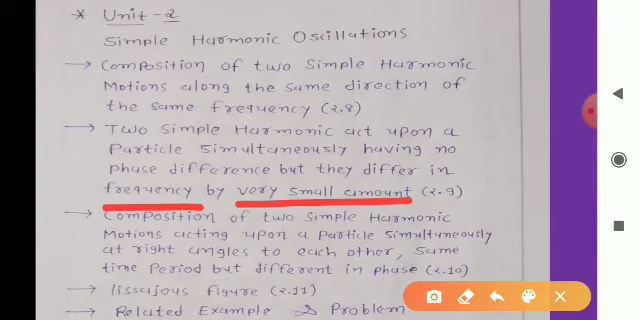 * Unit-2
Simple Harmonic Oscillations
→ Composition of two Simple Harmonic
Motions along the same direction of
the same frequency (2.8)
→ Two Simple Harmonic act upon a
Particle Simultaneously having no
phase difference but they differ in
frequency by very small amount (2.9)
→ Composition of two Simple Harmonic
Motions acting upon a Particle Simultaneously
at right angles to each other, Same
time Period but different in phase (2.10)
→ lissajous figure (2.11)
→ Related Example & Problem